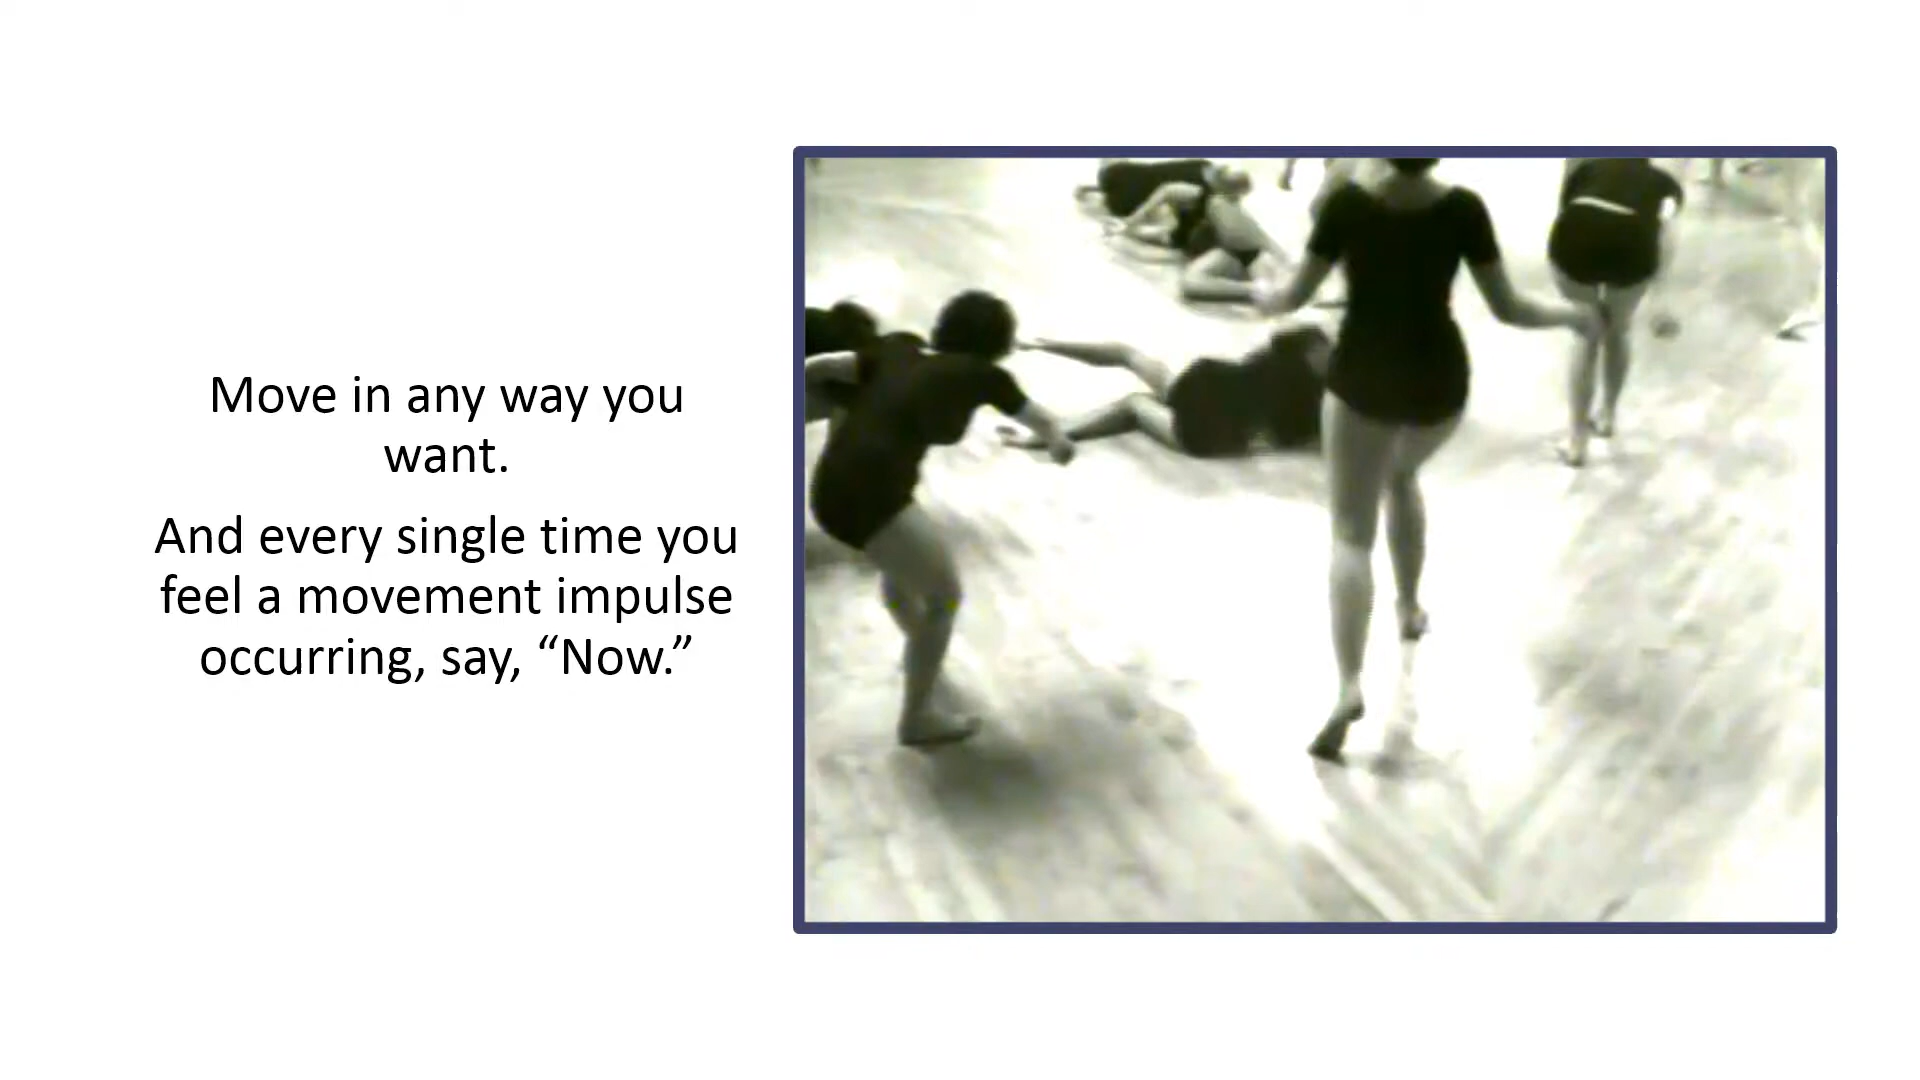 Move in any way you
want.
And every single time you
feel a movement impulse
occurring, say, “Now.”